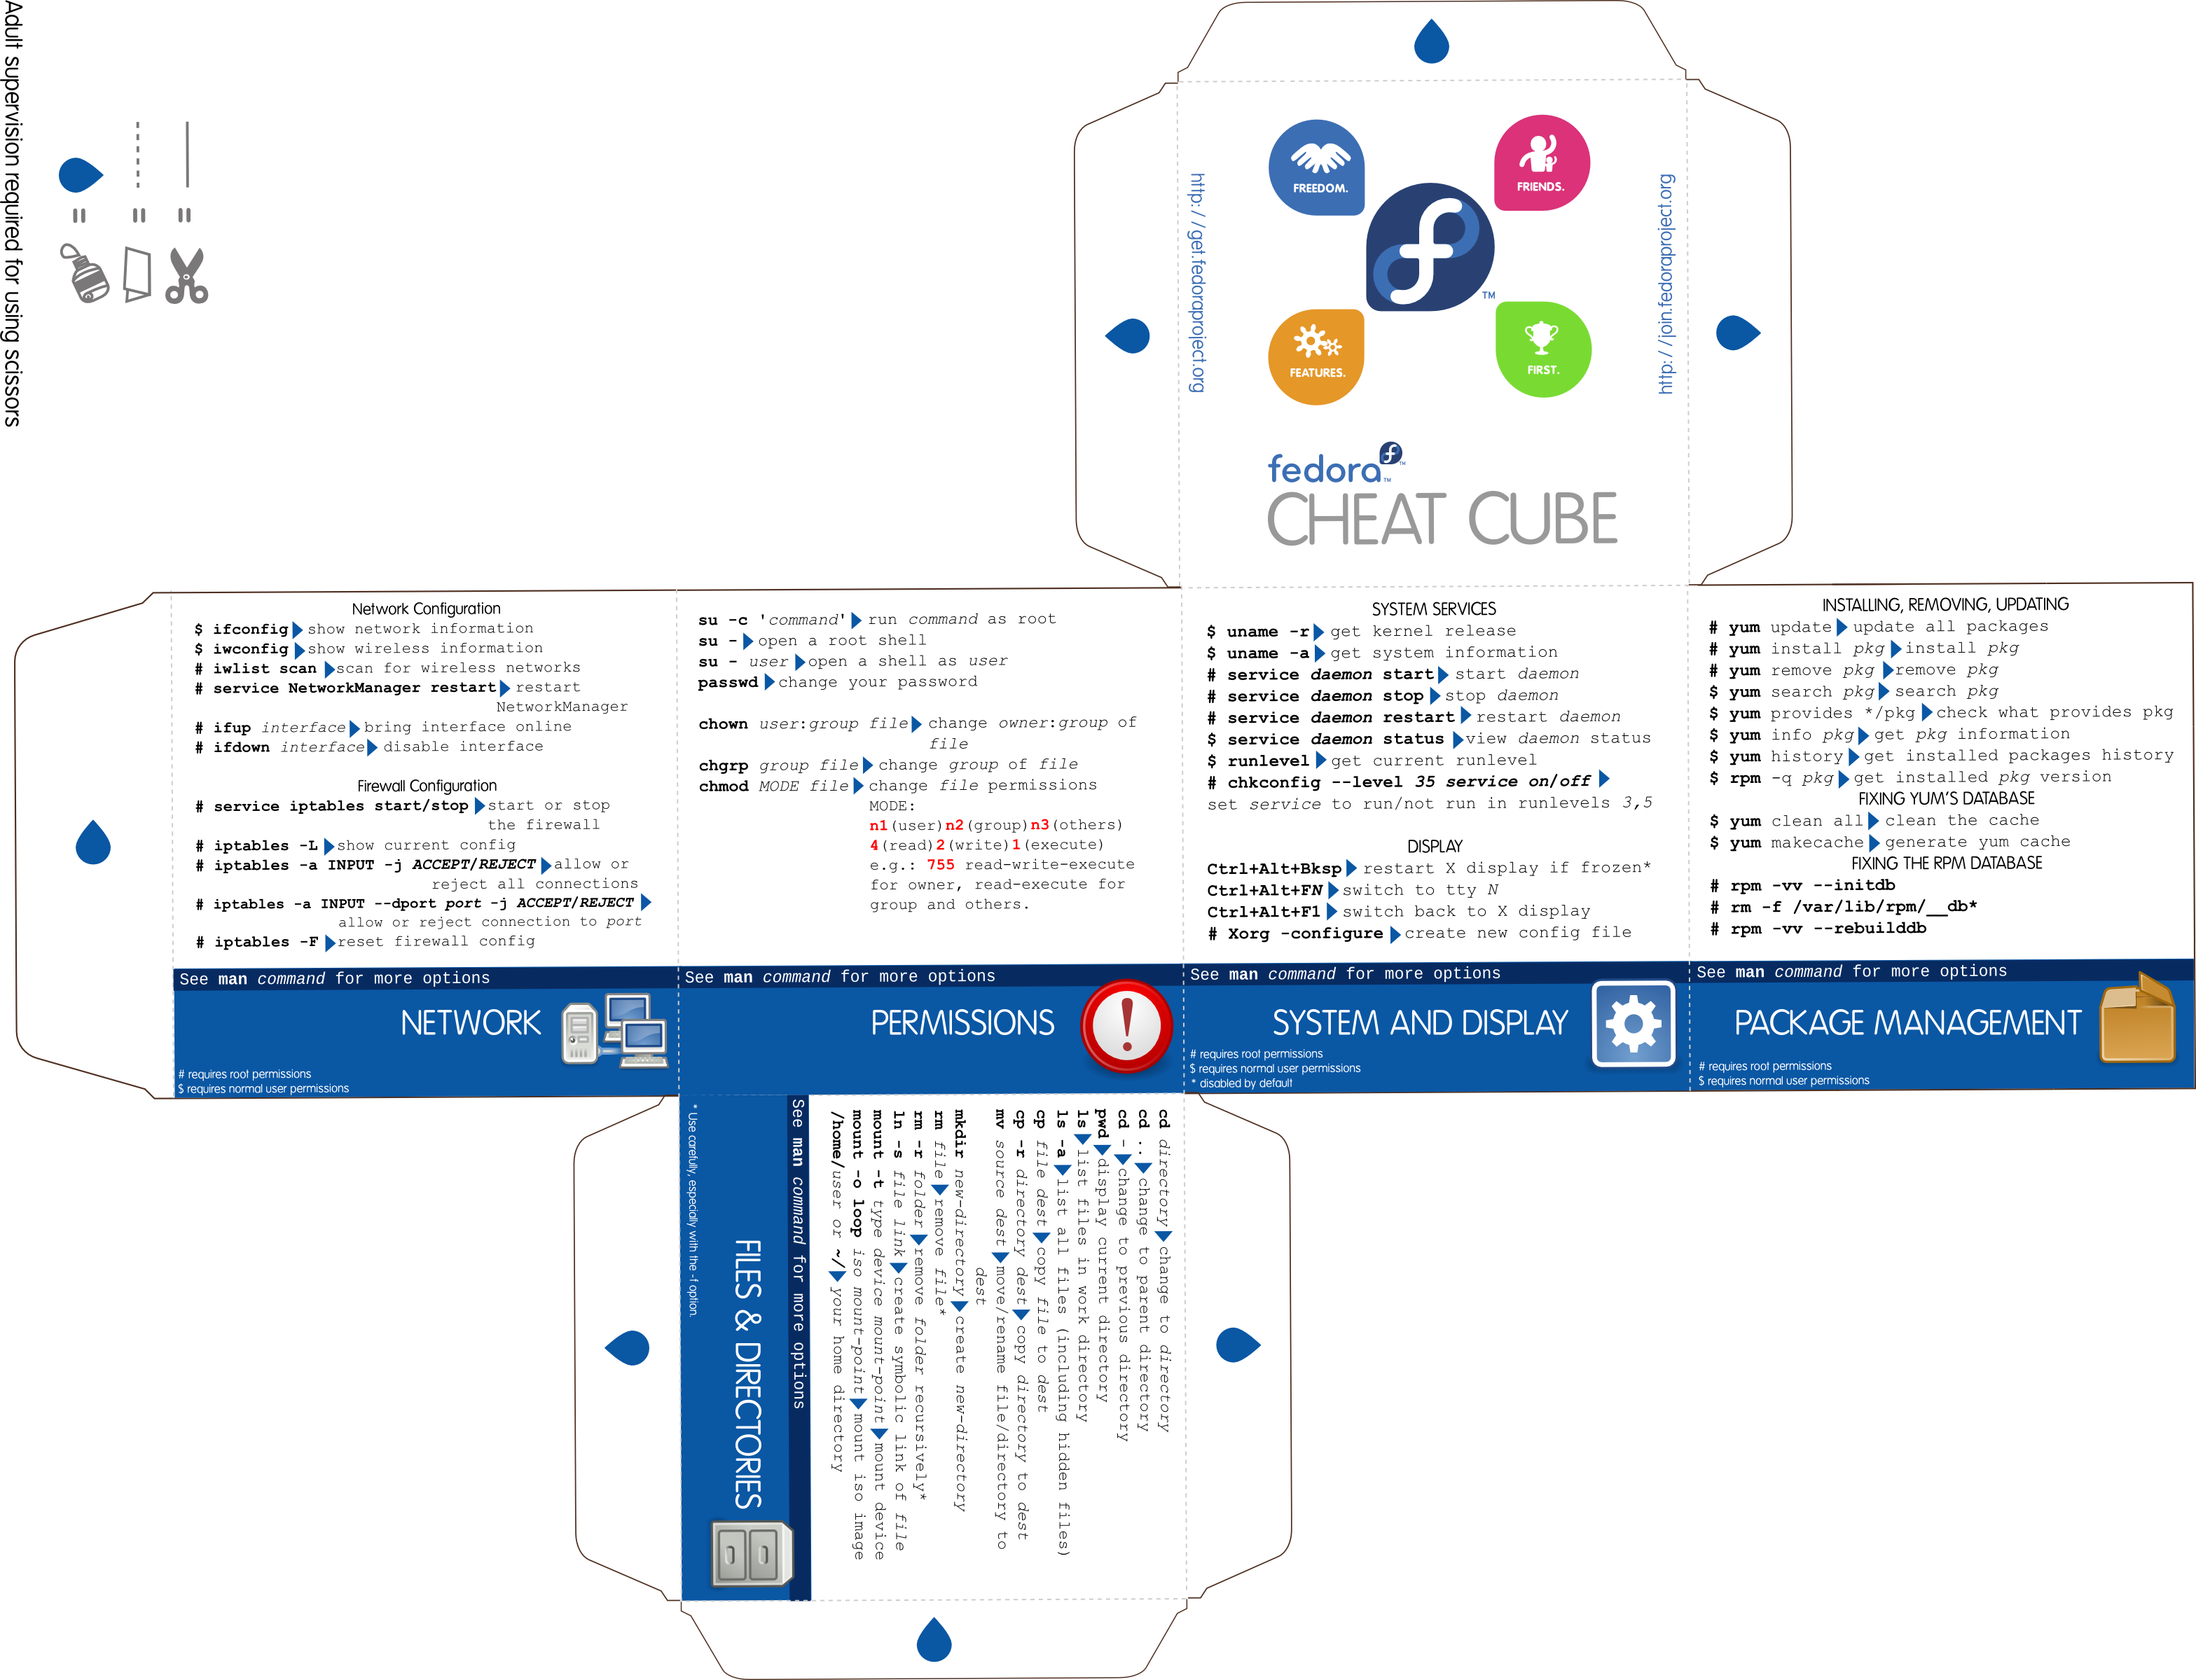 Adult supervision required for using scissors
=
=
=
FREEDOM.
FRIENDS.
FEATURES.
FIRST.
TM
http://get.fedoraproject.org
http://join.fedoraproject.org
fedora
TM
TM
CHEAT CUBE
Network Configuration
$ ifconfig show network information
$ iwconfig show wireless information
# iwlist scan scan for wireless networks
# service NetworkManager restart restart
NetworkManager
# ifup interface bring interface online
# ifdown interface disable interface
Firewall Configuration
# service iptables start/stop start or stop
the firewall
# iptables -L show current config
# iptables -a INPUT -j ACCEPT/REJECT allow or
reject all connections
# iptables -a INPUT --dport port -j ACCEPT/REJECT
allow or reject connection to port
# iptables -F reset firewall config
See man command for more options
NETWORK
# requires root permissions
$ requires normal user permissions
su -c 'command' run command as root
su - open a root shell
su - user open a shell as user
passwd change your password
chown user:group file change owner:group of
file
chgrp group file change group of file
chmod MODE file change file permissions
MODE:
n1(user)n2(group)n3(others)
4(read)2(write)1(execute)
e.g.: 755 read-write-execute
for owner, read-execute for
group and others.
See man command for more options
PERMISSIONS
SYSTEM SERVICES
$ uname -r get kernel release
$ uname -a get system information
# service daemon start start daemon
# service daemon stop stop daemon
# service daemon restart restart daemon
$ service daemon status view daemon status
$ runlevel get current runlevel
# chkconfig --level 35 service on/off
set service to run/not run in runlevels 3,5
DISPLAY
Ctrl+Alt+Bksp restart X display if frozen*
Ctrl+Alt+FN switch to tty N
Ctrl+Alt+F1 switch back to X display
# Xorg -configure create new config file
See man command for more options
SYSTEM AND DISPLAY
# requires root permissions
$ requires normal user permissions
* disabled by default
INSTALLING, REMOVING, UPDATING
# yum update update all packages
# yum install pkg install pkg
# yum remove pkg remove pkg
$ yum search pkg search pkg
$ yum provides */pkg check what provides pkg
$ yum info pkg get pkg information
$ yum history get installed packages history
$ rpm -q pkg get installed pkg version
FIXING YUM'S DATABASE
$ yum clean all clean the cache
$ yum makecache generate yum cache
FIXING THE RPM DATABASE
# rpm -vv --initdb
# rm -f /var/lib/rpm/__db*
# rpm -vv --rebuilddb
See man command for more options
PACKAGE MANAGEMENT
# requires root permissions
$ requires normal user permissions
cd directory change to directory
cd .. change to parent directory
cd - change to previous directory
pwd display current directory
ls list files in work directory
ls -a list all files (including hidden files)
cp file dest copy file to dest
cp -r directory dest copy directory to dest
mv source dest move/rename file/directory to
dest
mkdir new-directory create new-directory
rm file remove file*
rm -r folder remove folder recursively*
ln -s file link create symbolic link of file
mount -t type device mount-point mount device
mount -o loop iso mount-point mount iso image
/home/user or ~/ your home directory
See man command for more options
FILES & DIRECTORIES
* Use carefully, especially with the -f option.